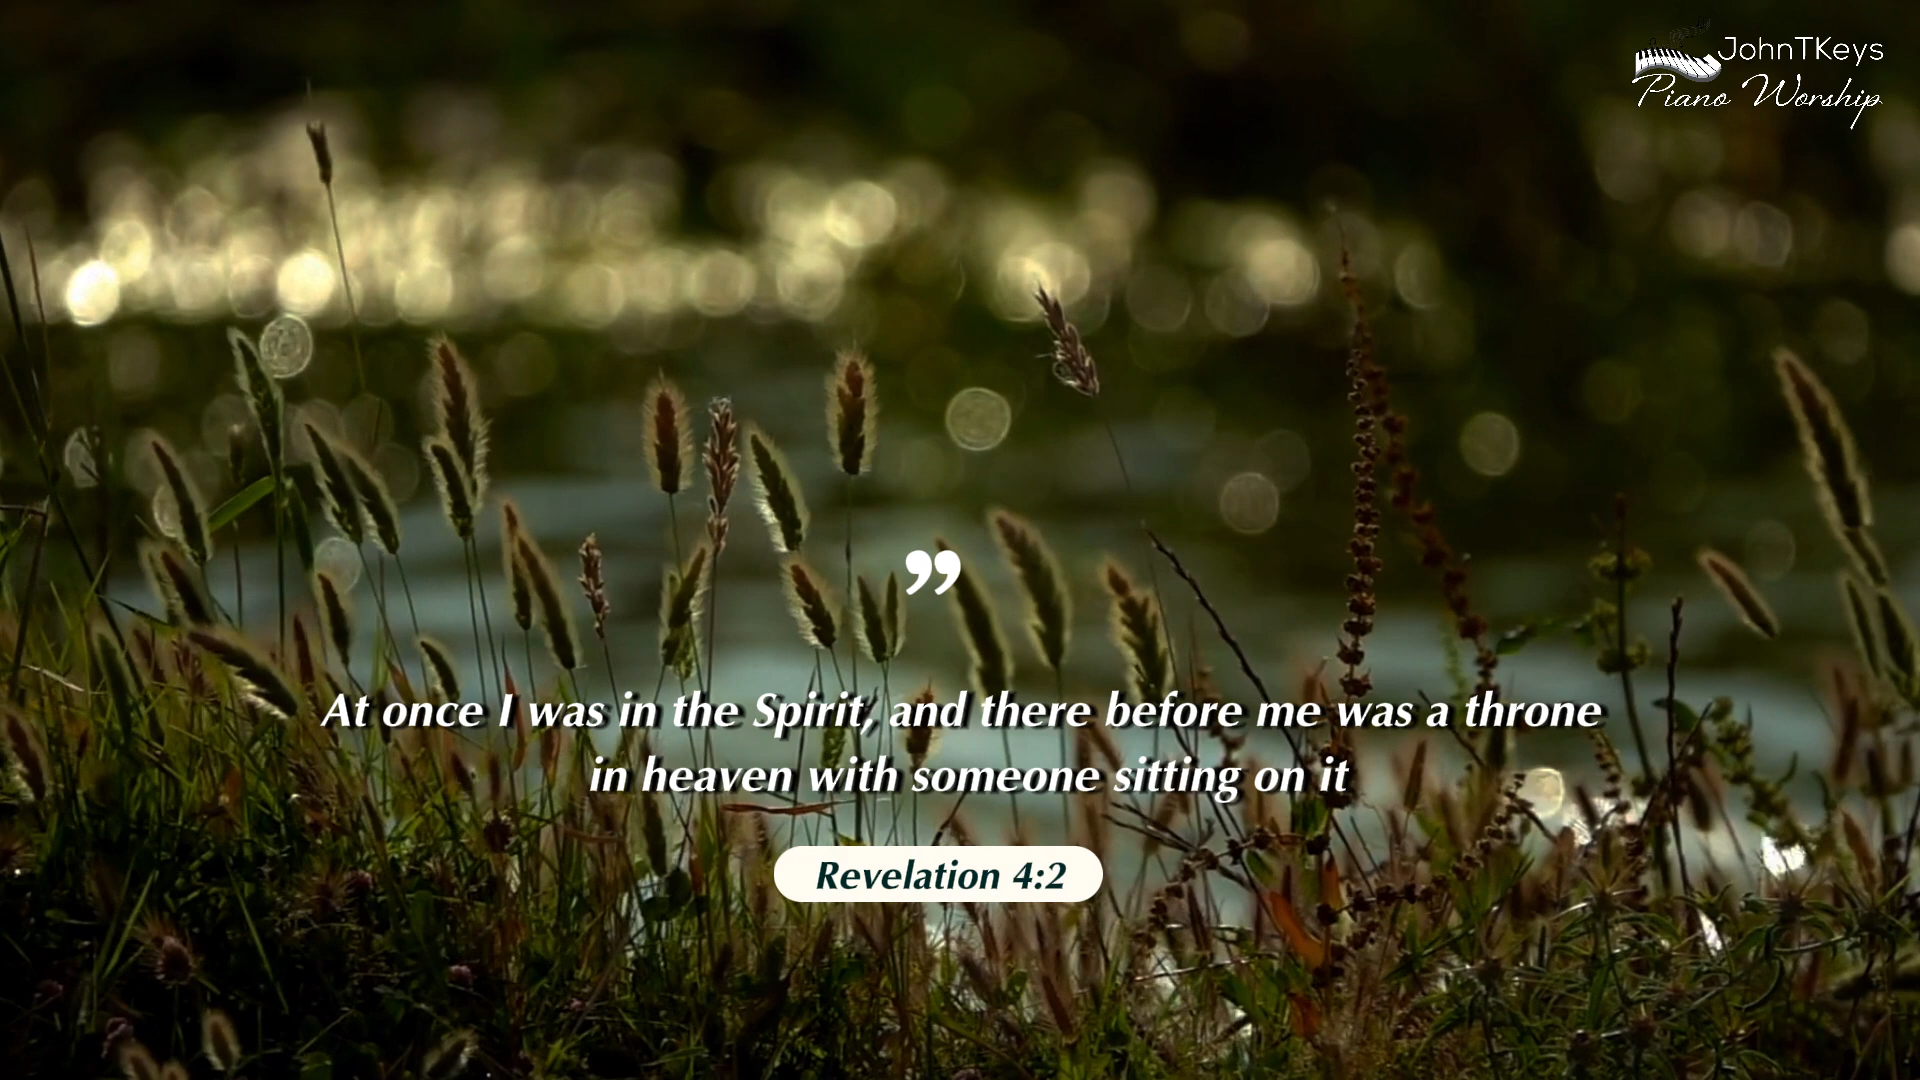 JohnTKeys
Piano Worship
”
At once I was in the Spirit, and there before me was a throne
in heaven with someone sitting on it
Revelation 4:2